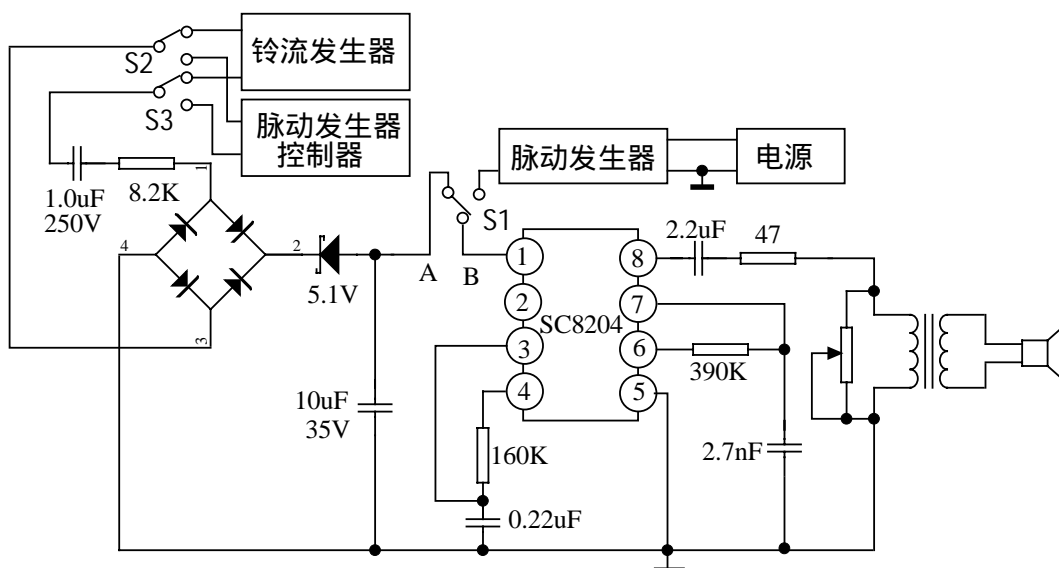 铃流发生器
S2
S3
脉动发生器
控制器
脉动发生器
电源
1
1.0uF
250V
8.2K
S1
2.2uF
47
4
2
5.1V
A
B
1
8
2
7
SC8204
3
6
390K
3
10uF
35V
4
5
160K
2.7nF
0.22uF